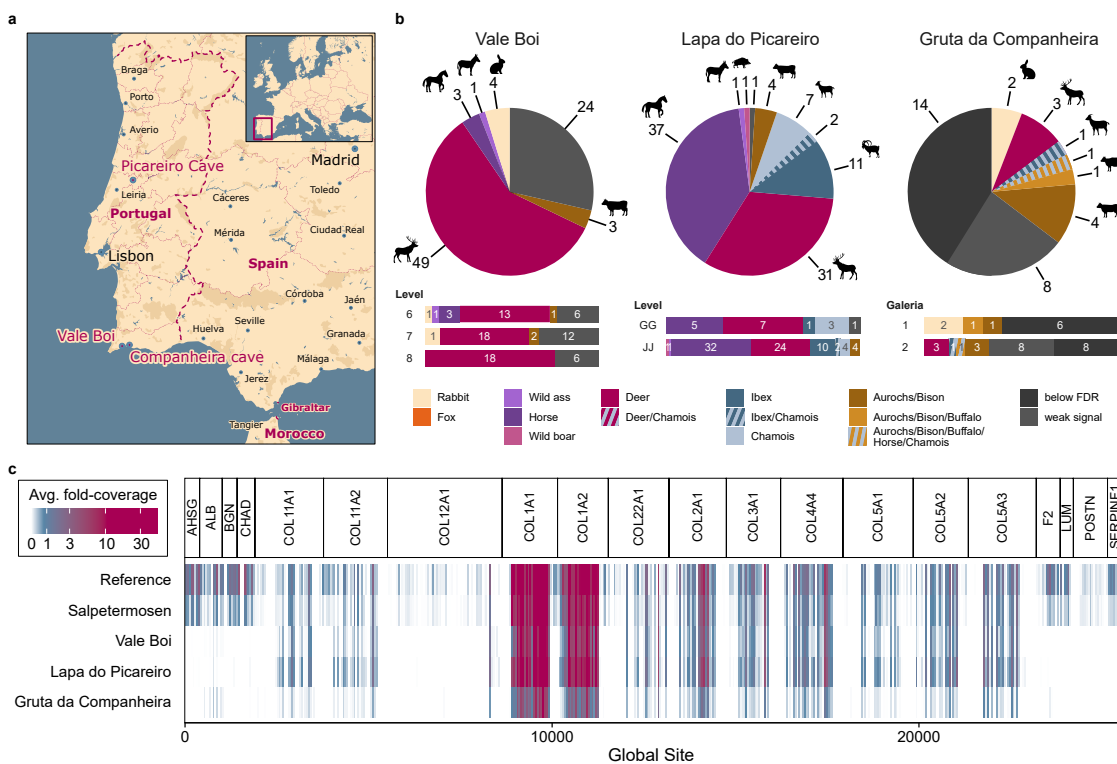 a
Braga
Porto
Averio
Picareiro Cave
Leiria
Portugal
Lisbon
Madrid
Toledo
Cáceres
Mérida
Ciudad Real
Spain
Córdoba
Jaén
Seville
Huelva
Granada
Vale Boi
Companheira cave
Málaga
Jerez
Gibraltar
Tangier
Morocco
b
Vale Boi
Lapa do Picareiro
Gruta da Companheira
3
1
4
24
3
49
37
1
1
1
4
7
2
11
31
14
2
3
1
1
1
4
8
Level
6 1 1 3 13 1 6
7 1 18 2 12
8 18 6
Level
GG 5 7 1 3 1
JJ 1 1 32 24 10 2 4 4
Galeria
1 2 1 1 6
2 3 1 1 1 3 8 8
Rabbit
Fox
Wild ass
Horse
Wild boar
Deer
Deer/Chamois
Ibex
Ibex/Chamois
Chamois
Aurochs/Bison
Aurochs/Bison/Buffalo
Aurochs/Bison/Buffalo/
Horse/Chamois
below FDR
weak signal
c
Avg. fold-coverage
0 1 3 10 30
AHSG
ALB
BGN
CHAD
COL11A1
COL11A2
COL12A1
COL1A1
COL1A2
COL22A1
COL2A1
COL3A1
COL4A4
COL5A1
COL5A2
COL5A3
F2
LUM
POSTN
SERPINF1
Reference
Salpetermosen
Vale Boi
Lapa do Picareiro
Gruta da Companheira
0 10000 20000
Global Site